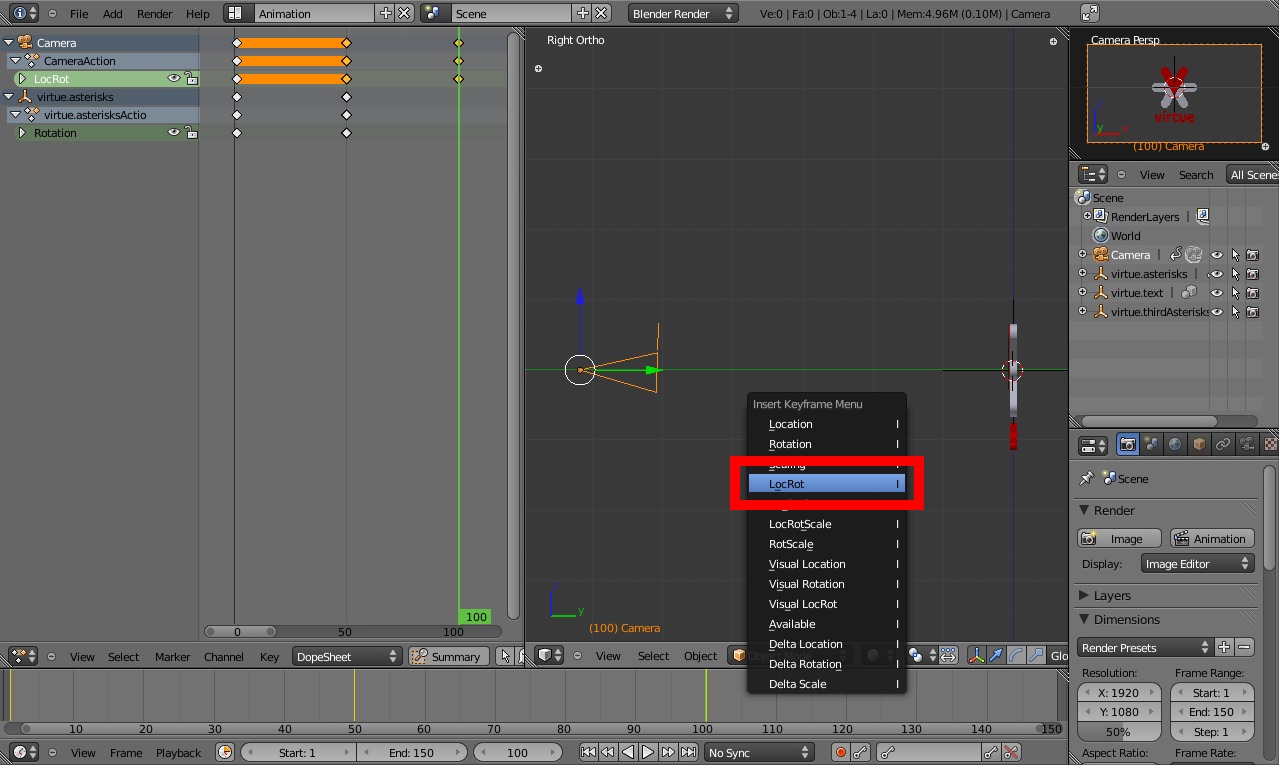 File Add Render Help Animation Scene Blender Render Ve:0 | Fa:0 | Ob:1-4 | La:0 | Mem:4.96M (0.10M) | Camera
Camera
CameraAction
LocRot
virtue.asterisks
virtue.asterisksActio
Rotation
100
0 50 100
View Select Marker Channel Key DopeSheet Summary
Right Ortho
Insert Keyframe Menu
Location I
Rotation I
Scaling I
LocRot I
LocRotScale I
RotScale I
Visual Location I
Visual Rotation I
Visual LocRot I
Available I
Delta Location I
Delta Rotation I
Delta Scale I
y
(100) Camera
View Select Object Object Mode Glo
Camera Persp
virtue
y x
(100) Camera
View Search All Scenes
Scene
RenderLayers |
World
Camera |
virtue.asterisks |
virtue.text |
virtue.thirdAsterisks
Scene
Render
Image Animation
Display: Image Editor
Layers
Dimensions
Render Presets
Resolution: Frame Range:
X: 1920 Start: 1
Y: 1080 End: 150
50% Step: 1
Aspect Ratio: Frame Rate:
10 20 30 40 50 60 70 80 90 100 110 120 130 140 150
View Frame Playback Start: 1 End: 150 100 No Sync